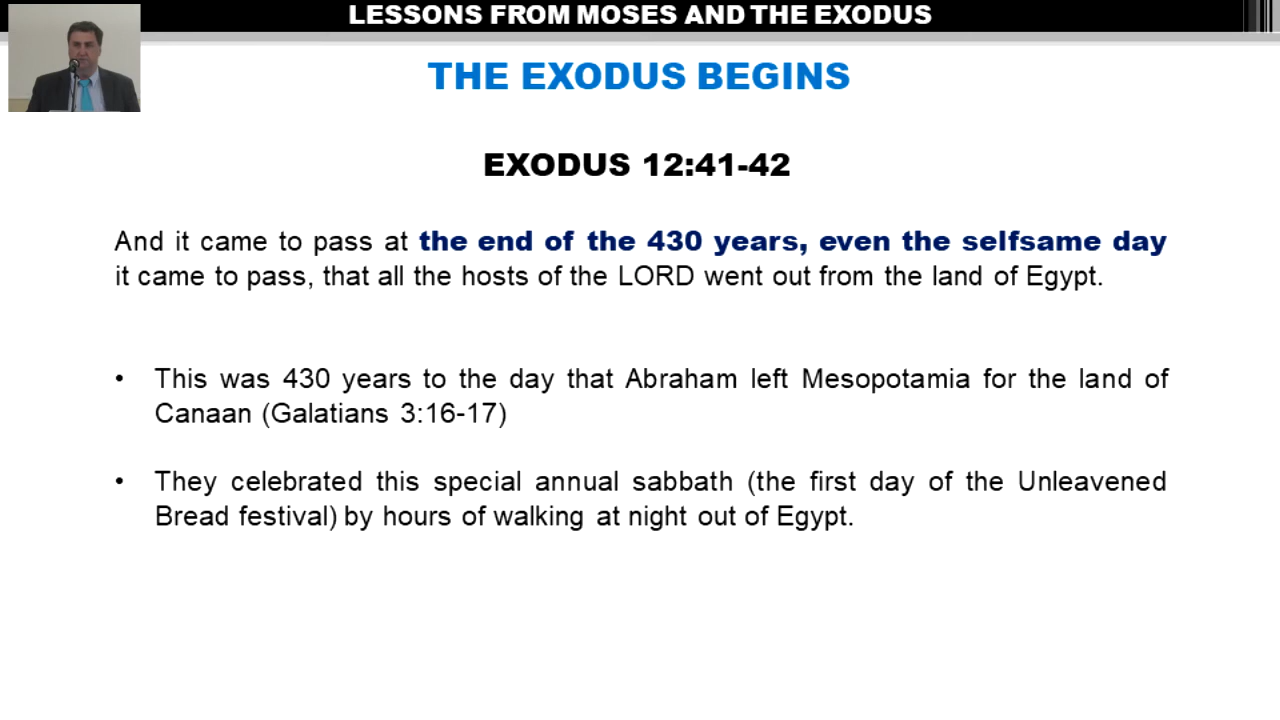 LESSONS FROM MOSES AND THE EXODUS
THE EXODUS BEGINS
EXODUS 12:41-42
And it came to pass at the end of the 430 years, even the selfsame day
it came to pass, that all the hosts of the LORD went out from the land of Egypt.
• This was 430 years to the day that Abraham left Mesopotamia for the land of
Canaan (Galatians 3:16-17)
• They celebrated this special annual sabbath (the first day of the Unleavened
Bread festival) by hours of walking at night out of Egypt.